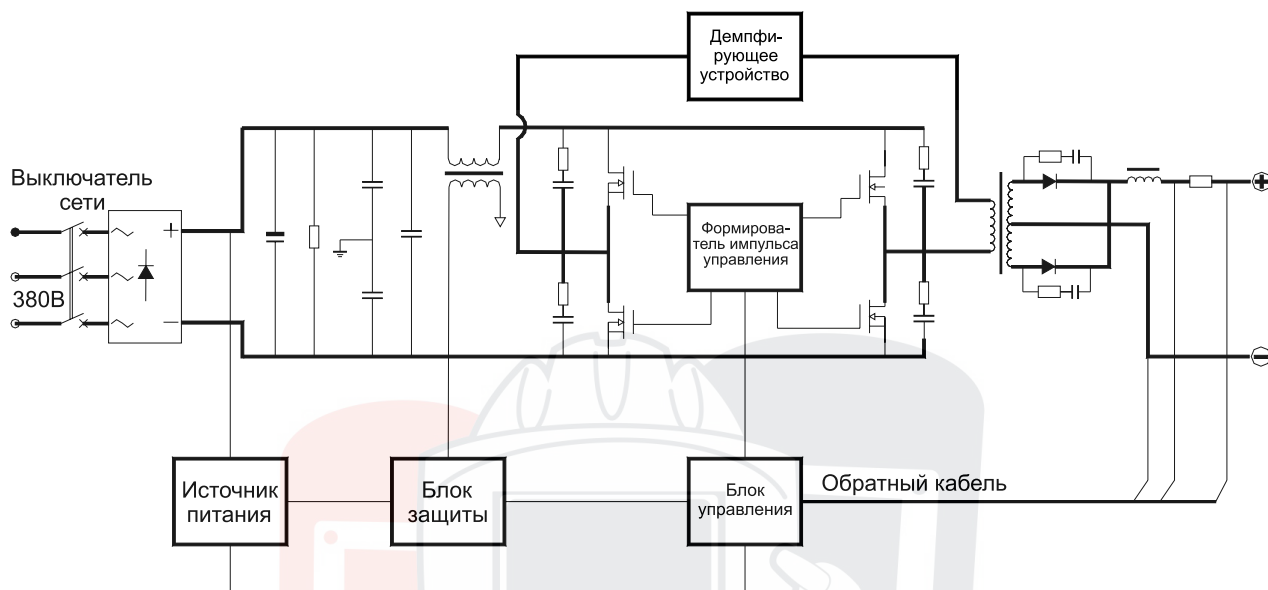 Демпфи-
рующее
устройство
Выключатель
сети
380В
+
−
Формирова-
тель импульса
управления
+
−
Источник
питания
Блок
защиты
Блок
управления
Обратный кабель